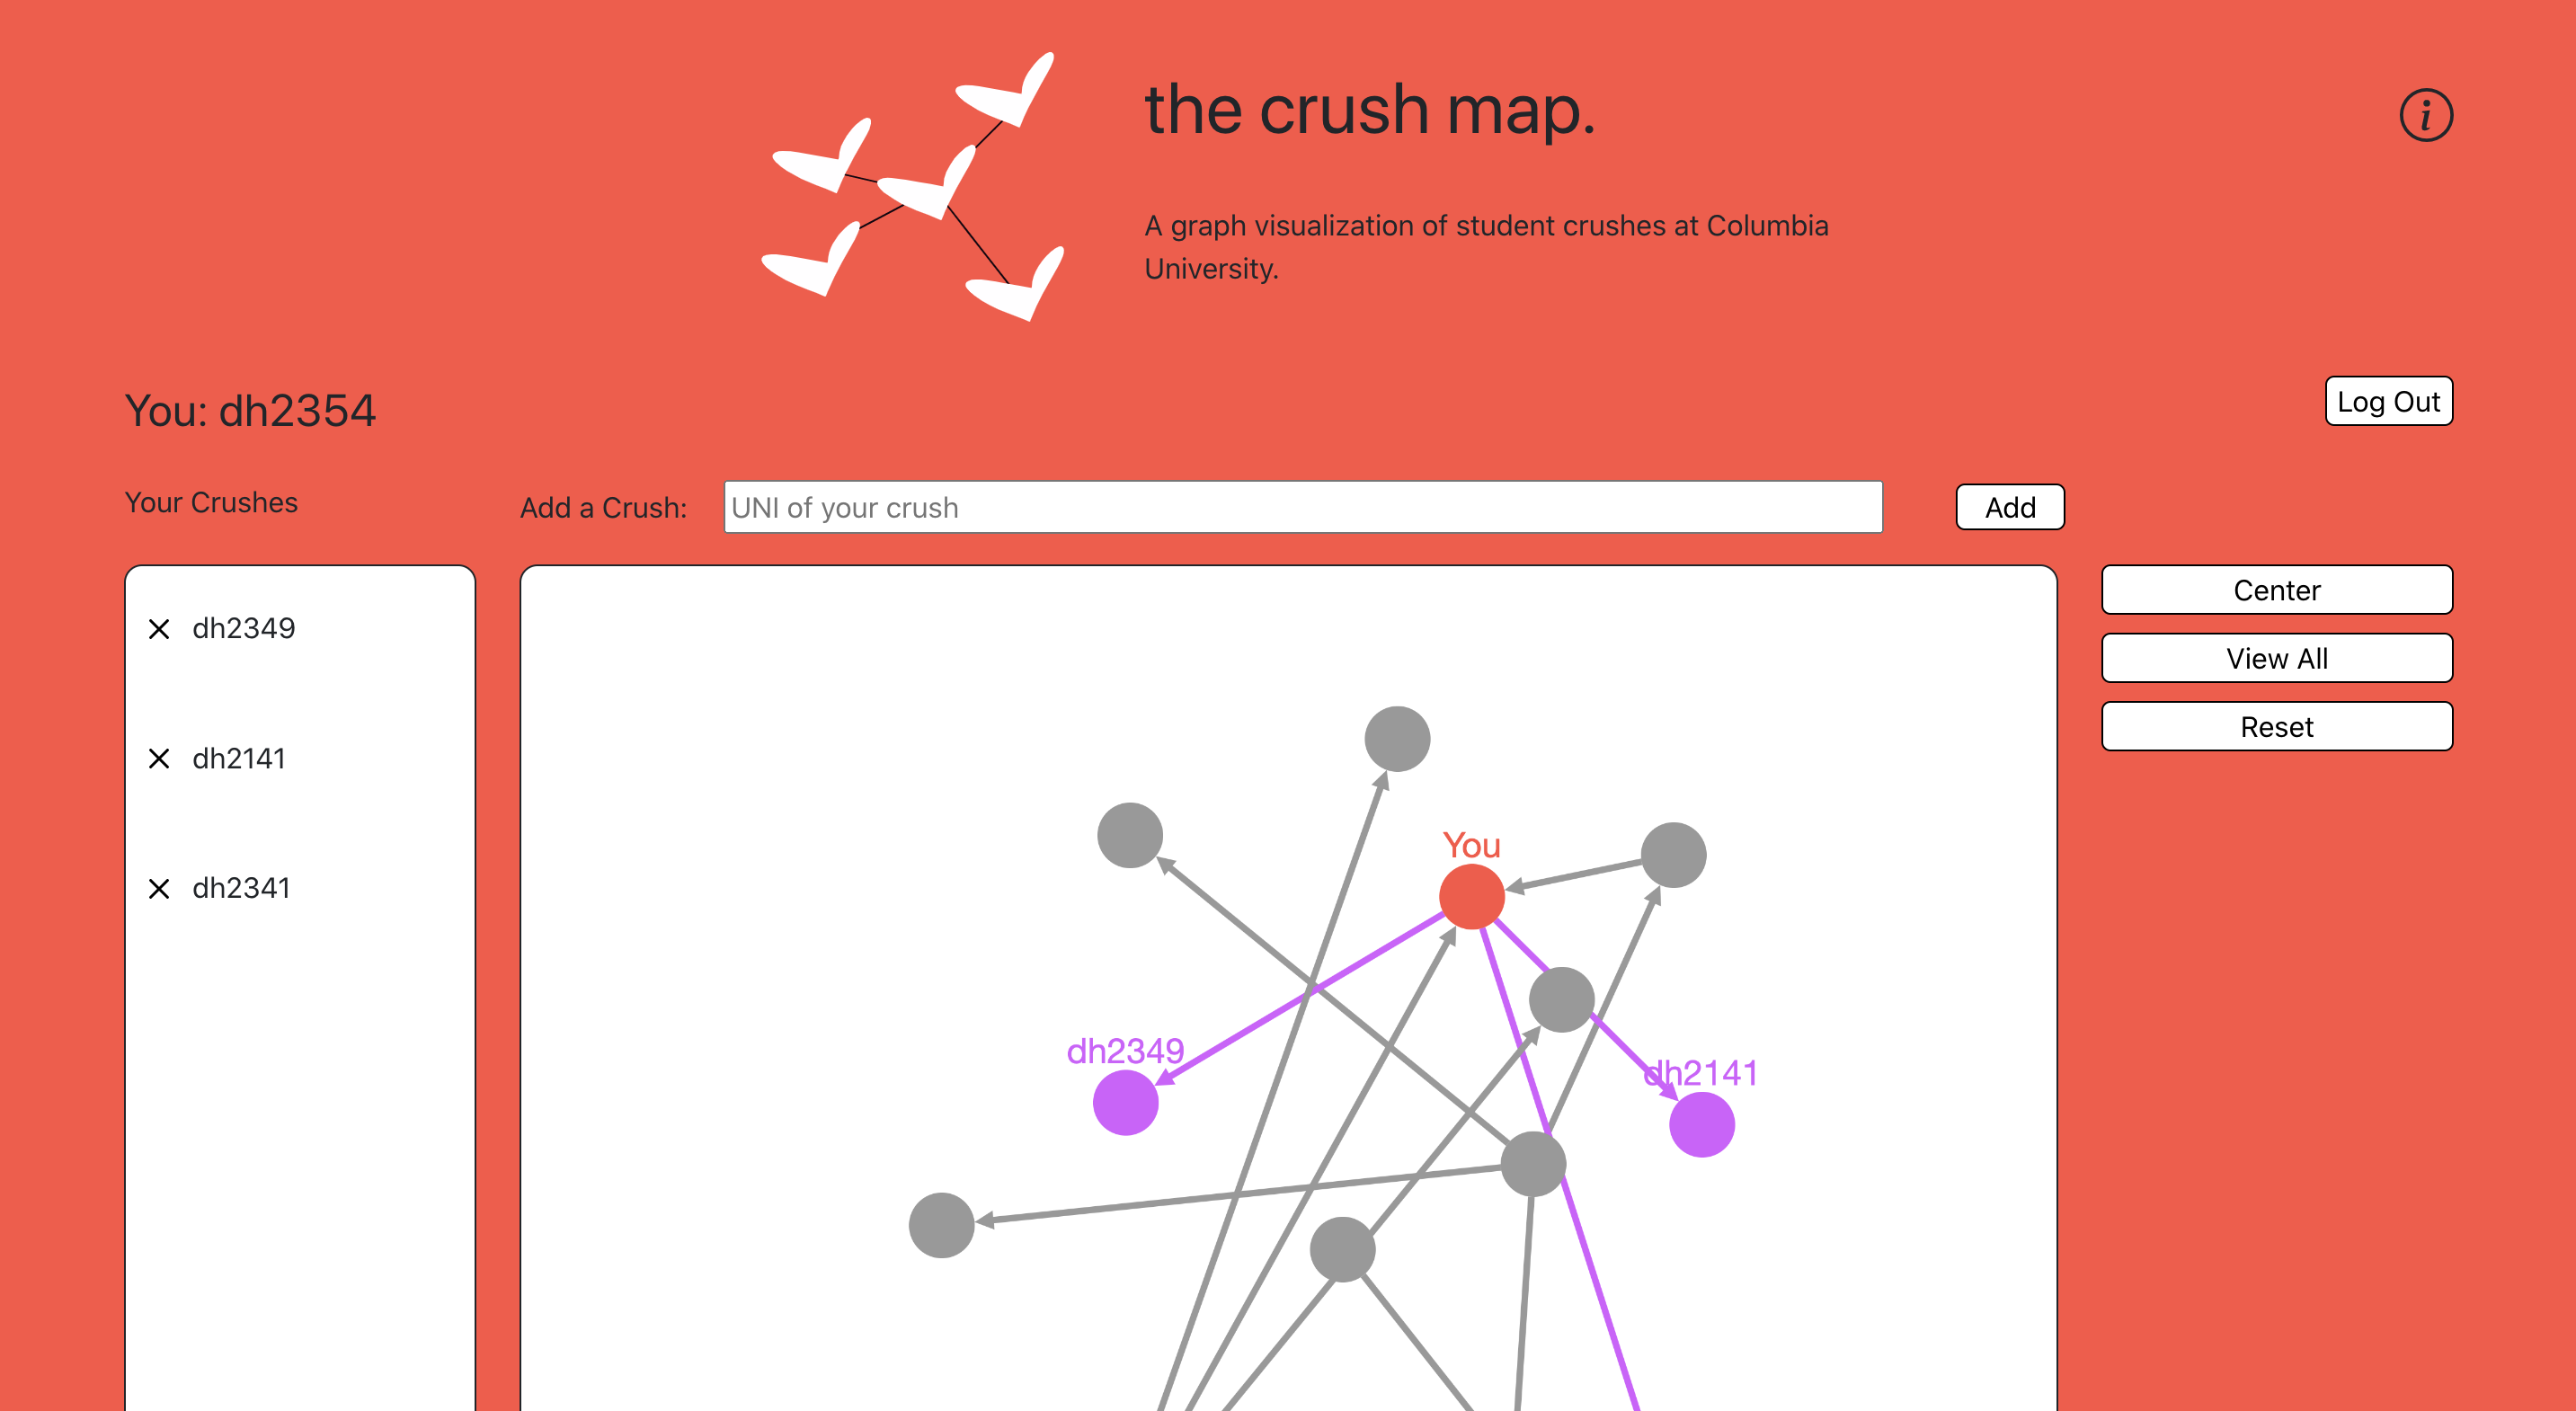 the crush map.
i
A graph visualization of student crushes at Columbia
University.
You: dh2354
Log Out
Your Crushes
Add a Crush:
UNI of your crush
Add
dh2349
dh2141
dh2341
Center
View All
Reset
You
dh2349
dh2141